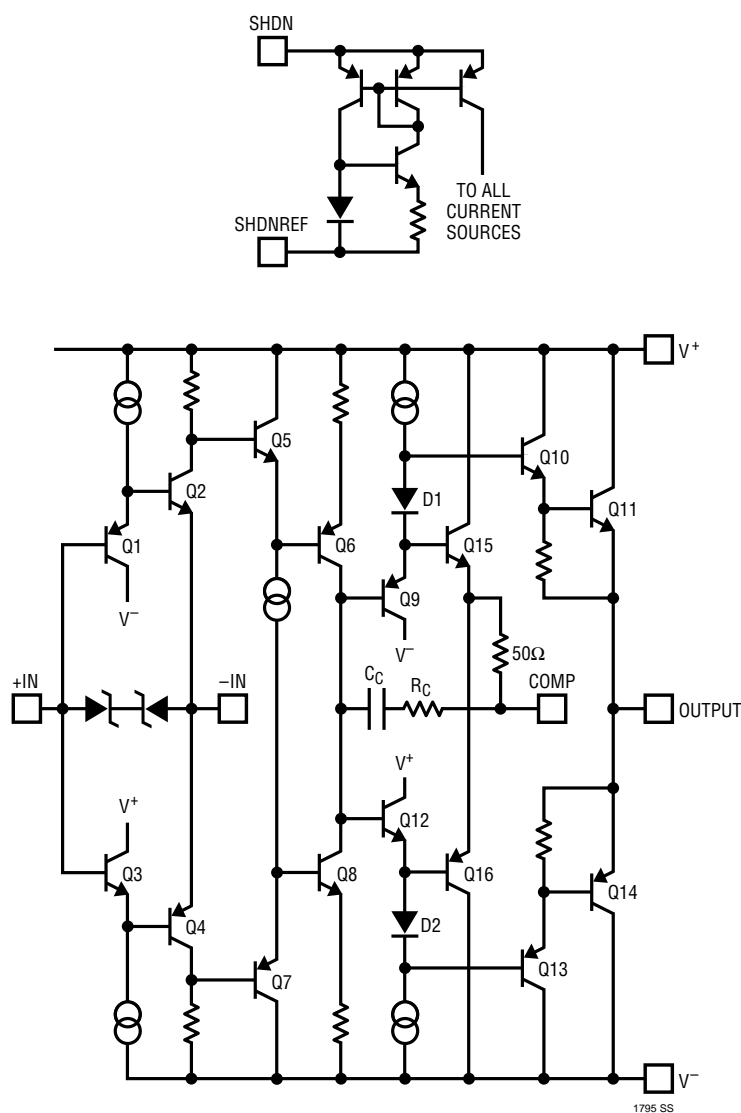 SHDN
TO ALL
CURRENT
SOURCES
SHDNREF
V+
Q5
Q2
Q10
D1
Q11
Q1
Q6
Q15
Q9
V−
V−
50Ω
CC
RC
COMP
+IN
−IN
OUTPUT
V+
V+
Q12
Q3
Q8
Q16
Q14
Q4
D2
Q7
Q13
V−
1795 SS